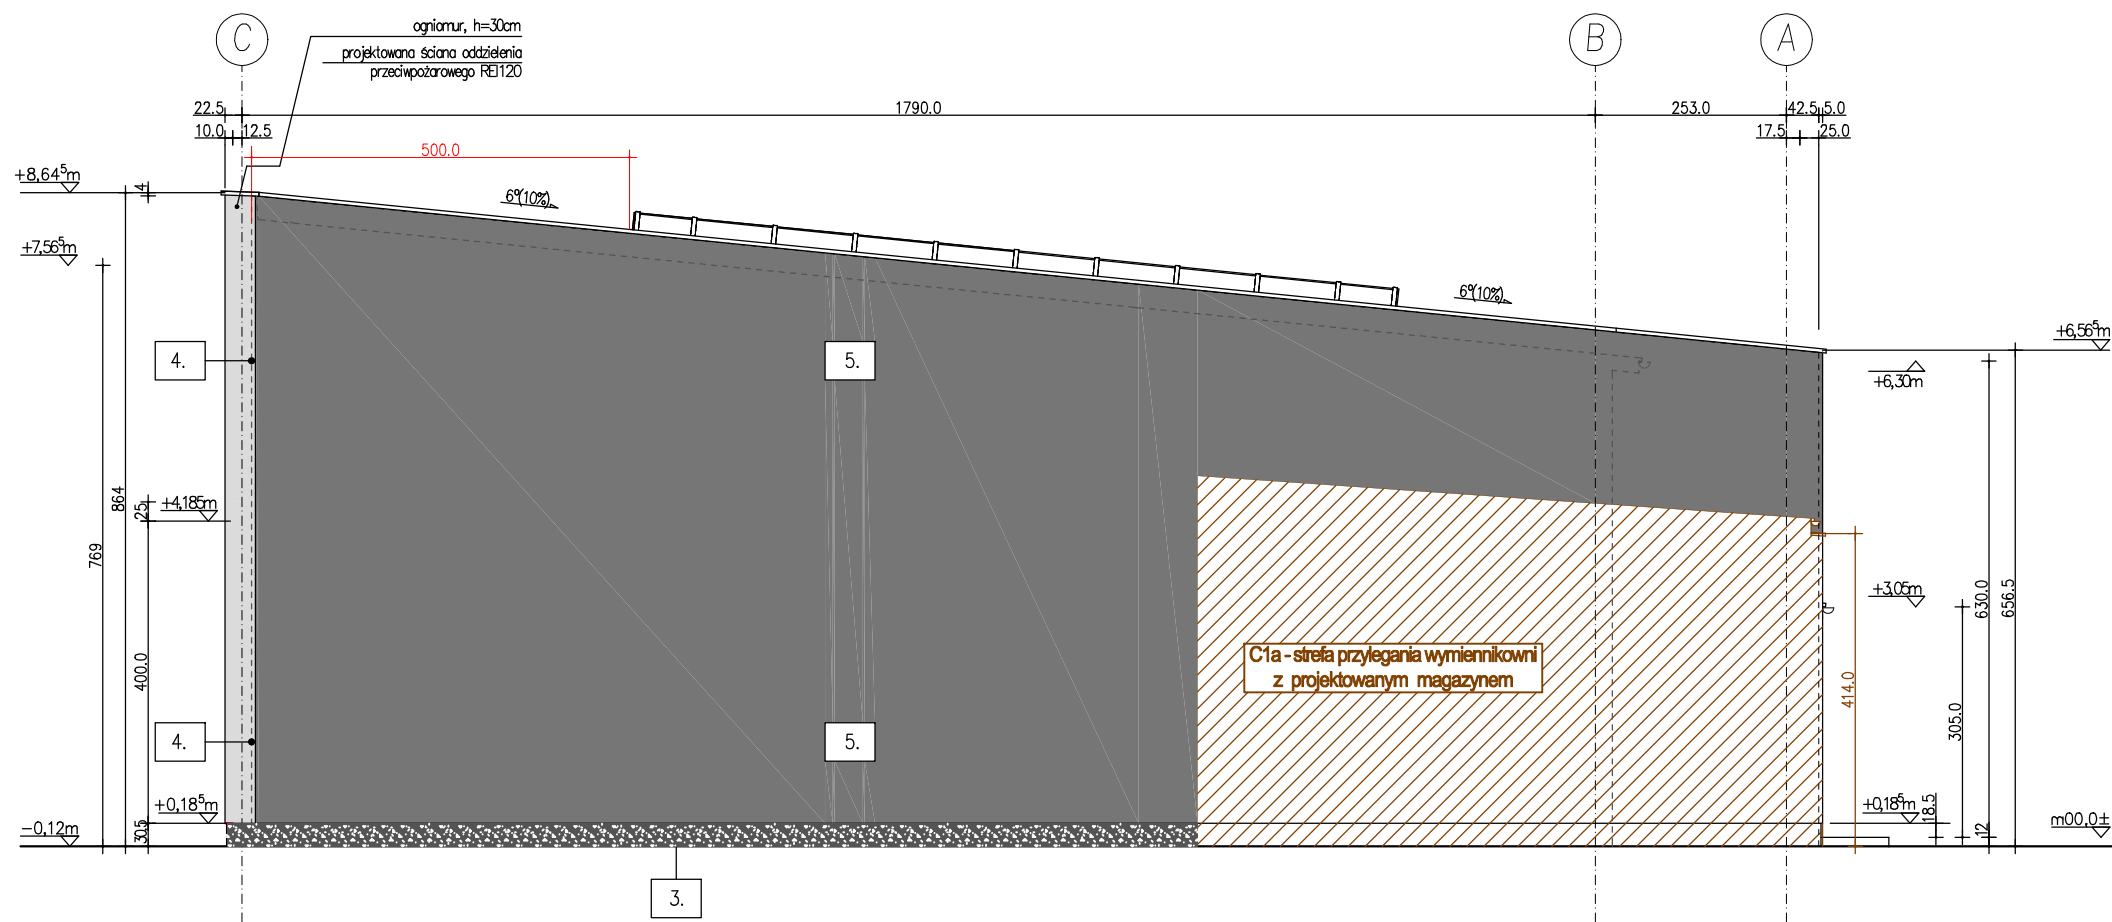 C
B
A
ogniomur, h=30cm
projektowana ściana oddzielenia
przeciwpożarowego REI120
22.5
1790.0
253.0
42.5
5.0
10.0
12.5
17.5
25.0
500.0
+8,64⁵m
4
6°(10%)
+7,56⁵m
6°(10%)
+6,56⁵m
4.
5.
+6,30m
864
25
+4,185m
769
630.0
656.5
+3,05m
400.0
C1a - strefa przylegania wymiennikowni
z projektowanym magazynem
414.0
305.0
4.
5.
+0,18⁵m
+0,18⁵m
18.5
-0,12m
30.5
12
m00,0±
3.